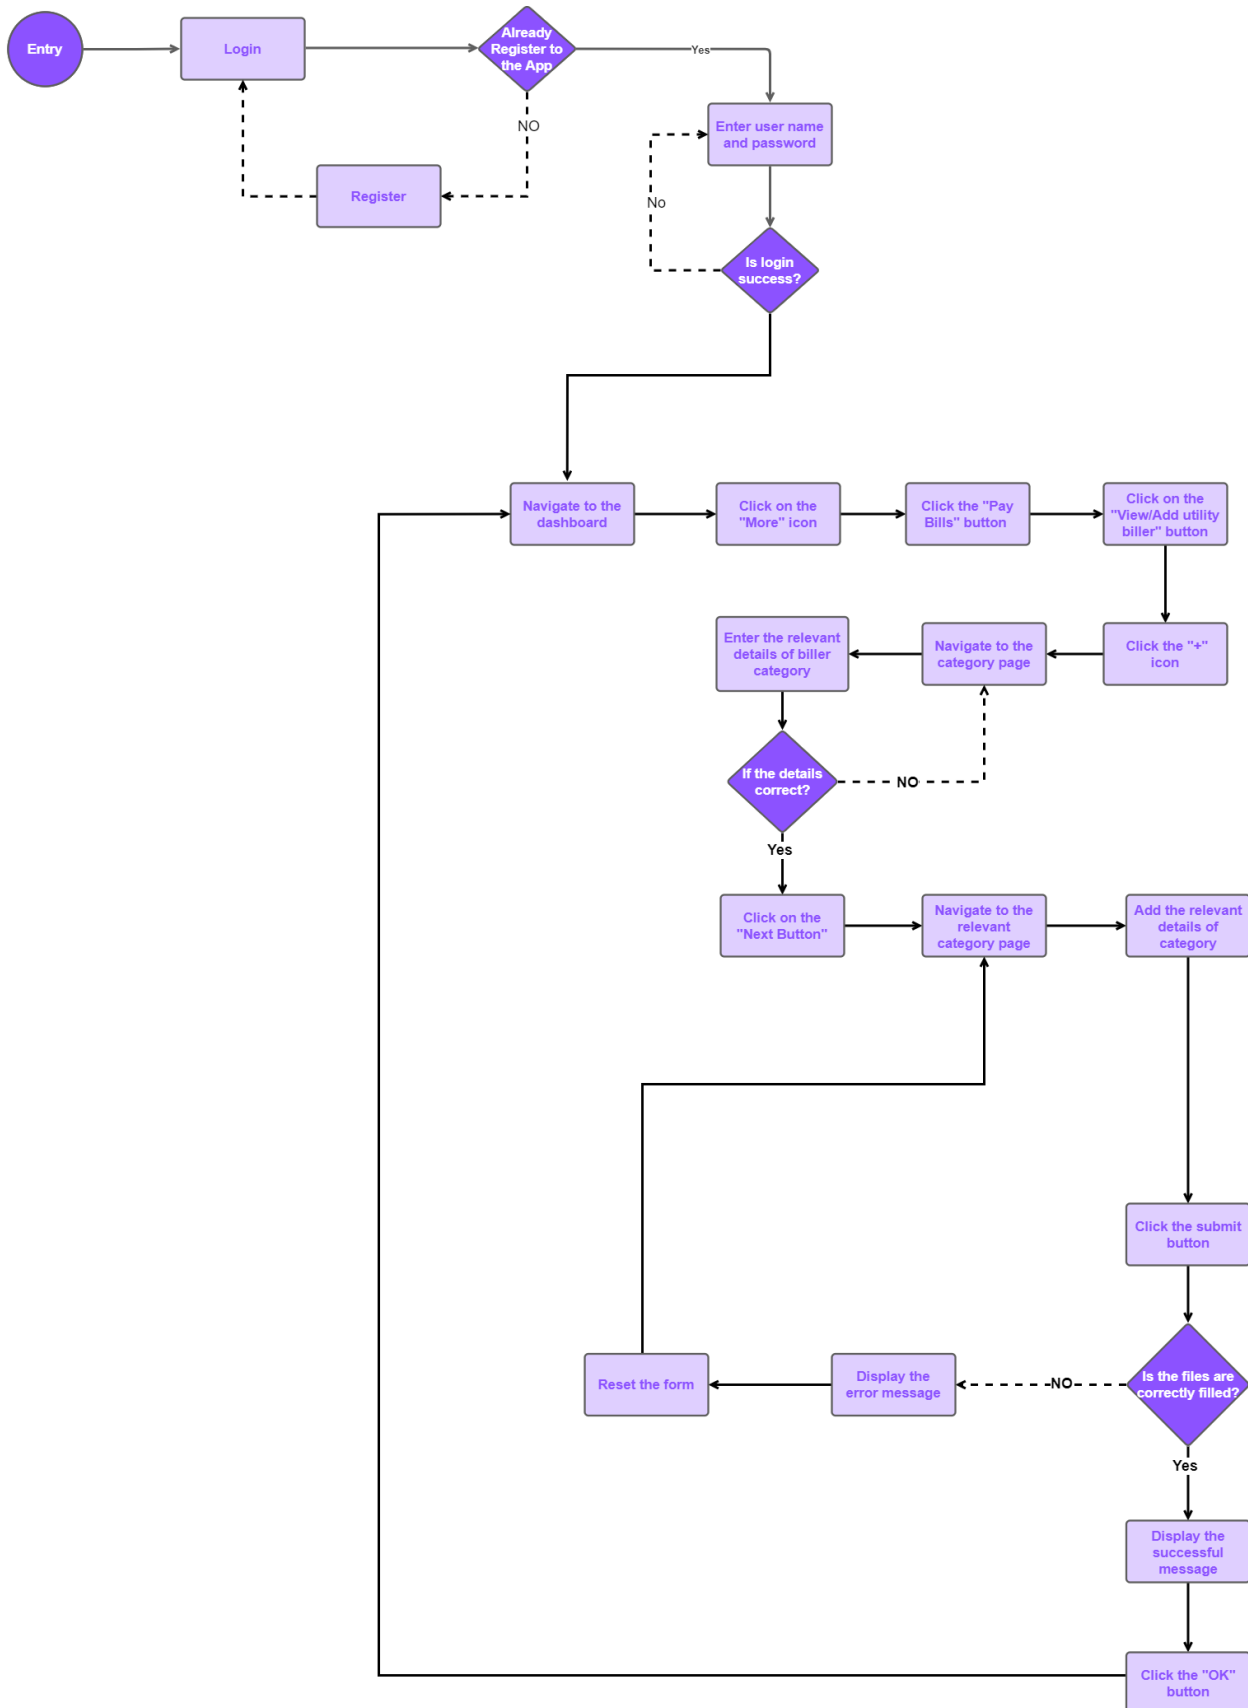 Entry
Login
Already
Register to
the App
Yes
NO
Enter user name
and password
Register
No
Is login
success?
Navigate to the
dashboard
Click on the
"More" icon
Click the "Pay
Bills" button
Click on the
"View/Add utility
biller" button
Enter the relevant
details of biller
category
Navigate to the
category page
Click the "+"
icon
If the details
correct?
NO
Yes
Click on the
"Next Button"
Navigate to the
relevant
category page
Add the relevant
details of
category
Click the submit
button
Reset the form
Display the
error message
NO
Is the files are
correctly filled?
Yes
Display the
successful
message
Click the "OK"
button